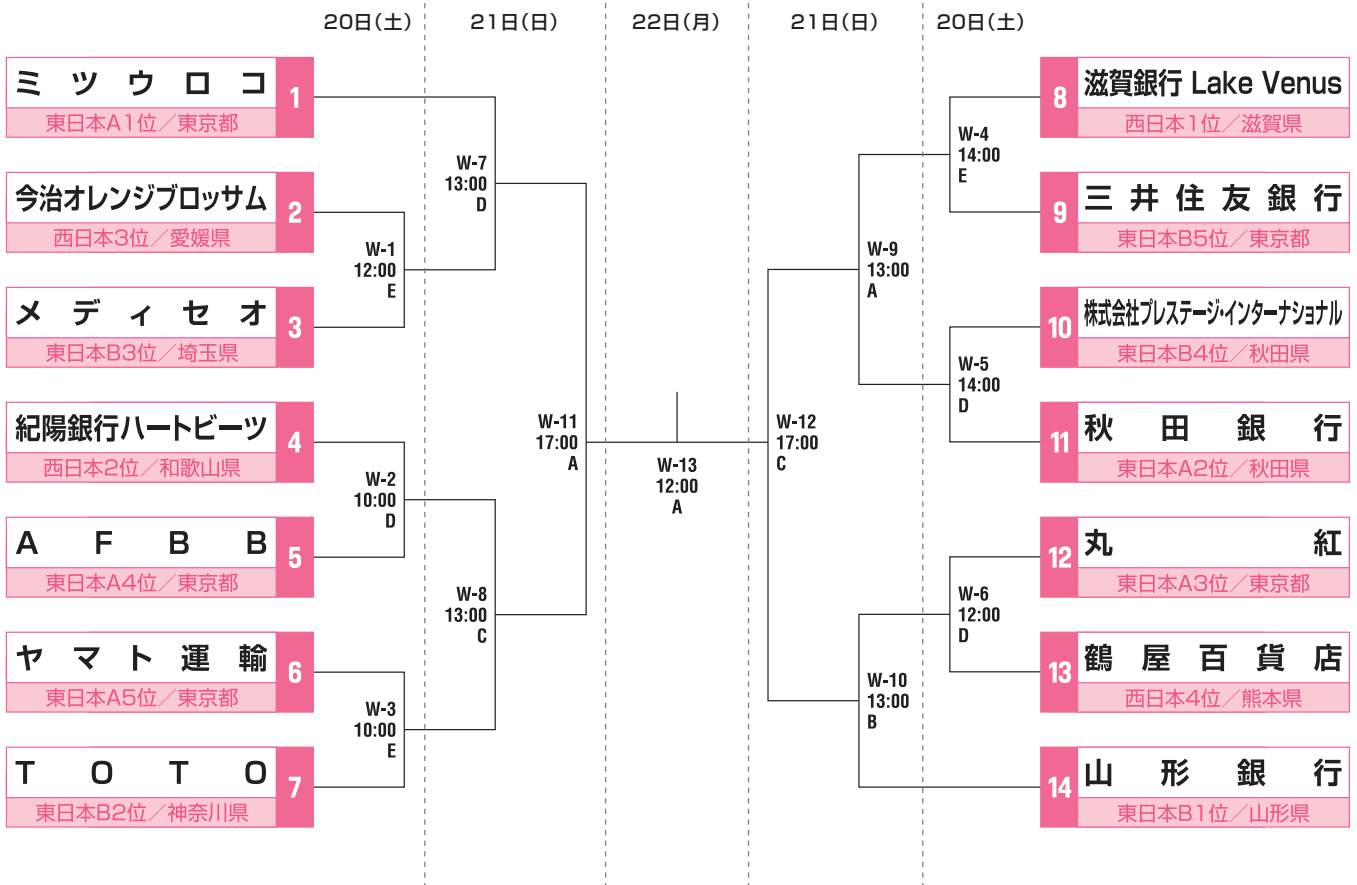 20日(土)
21日(日)
22日(月)
21日(日)
20日(土)
ミツウロコ
1
東日本A1位／東京都
今治オレンジブロッサム
2
西日本3位／愛媛県
メディセオ
3
東日本B3位／埼玉県
紀陽銀行ハートビーツ
4
西日本2位／和歌山県
AFBB
5
東日本A4位／東京都
ヤマト運輸
6
東日本A5位／東京都
TOTO
7
東日本B2位／神奈川県
W-1
12:00
E
W-2
10:00
D
W-3
10:00
E
W-7
13:00
D
W-8
13:00
C
W-11
17:00
A
W-13
12:00
A
W-12
17:00
C
W-9
13:00
A
W-10
13:00
B
W-4
14:00
E
W-5
14:00
D
W-6
12:00
D
8
滋賀銀行 Lake Venus
西日本1位／滋賀県
9
三井住友銀行
東日本B5位／東京都
10
株式会社プレステージ・インターナショナル
東日本B4位／秋田県
11
秋田銀行
東日本A2位／秋田県
12
丸紅
東日本A3位／東京都
13
鶴屋百貨店
西日本4位／熊本県
14
山形銀行
東日本B1位／山形県